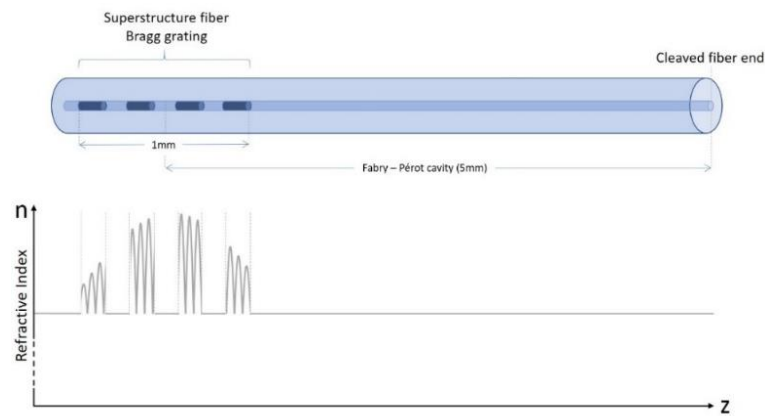 Superstructure fiber
Bragg grating
Cleaved fiber end
1mm
Fabry – Pérot cavity (5mm)
n
Refractive Index
z